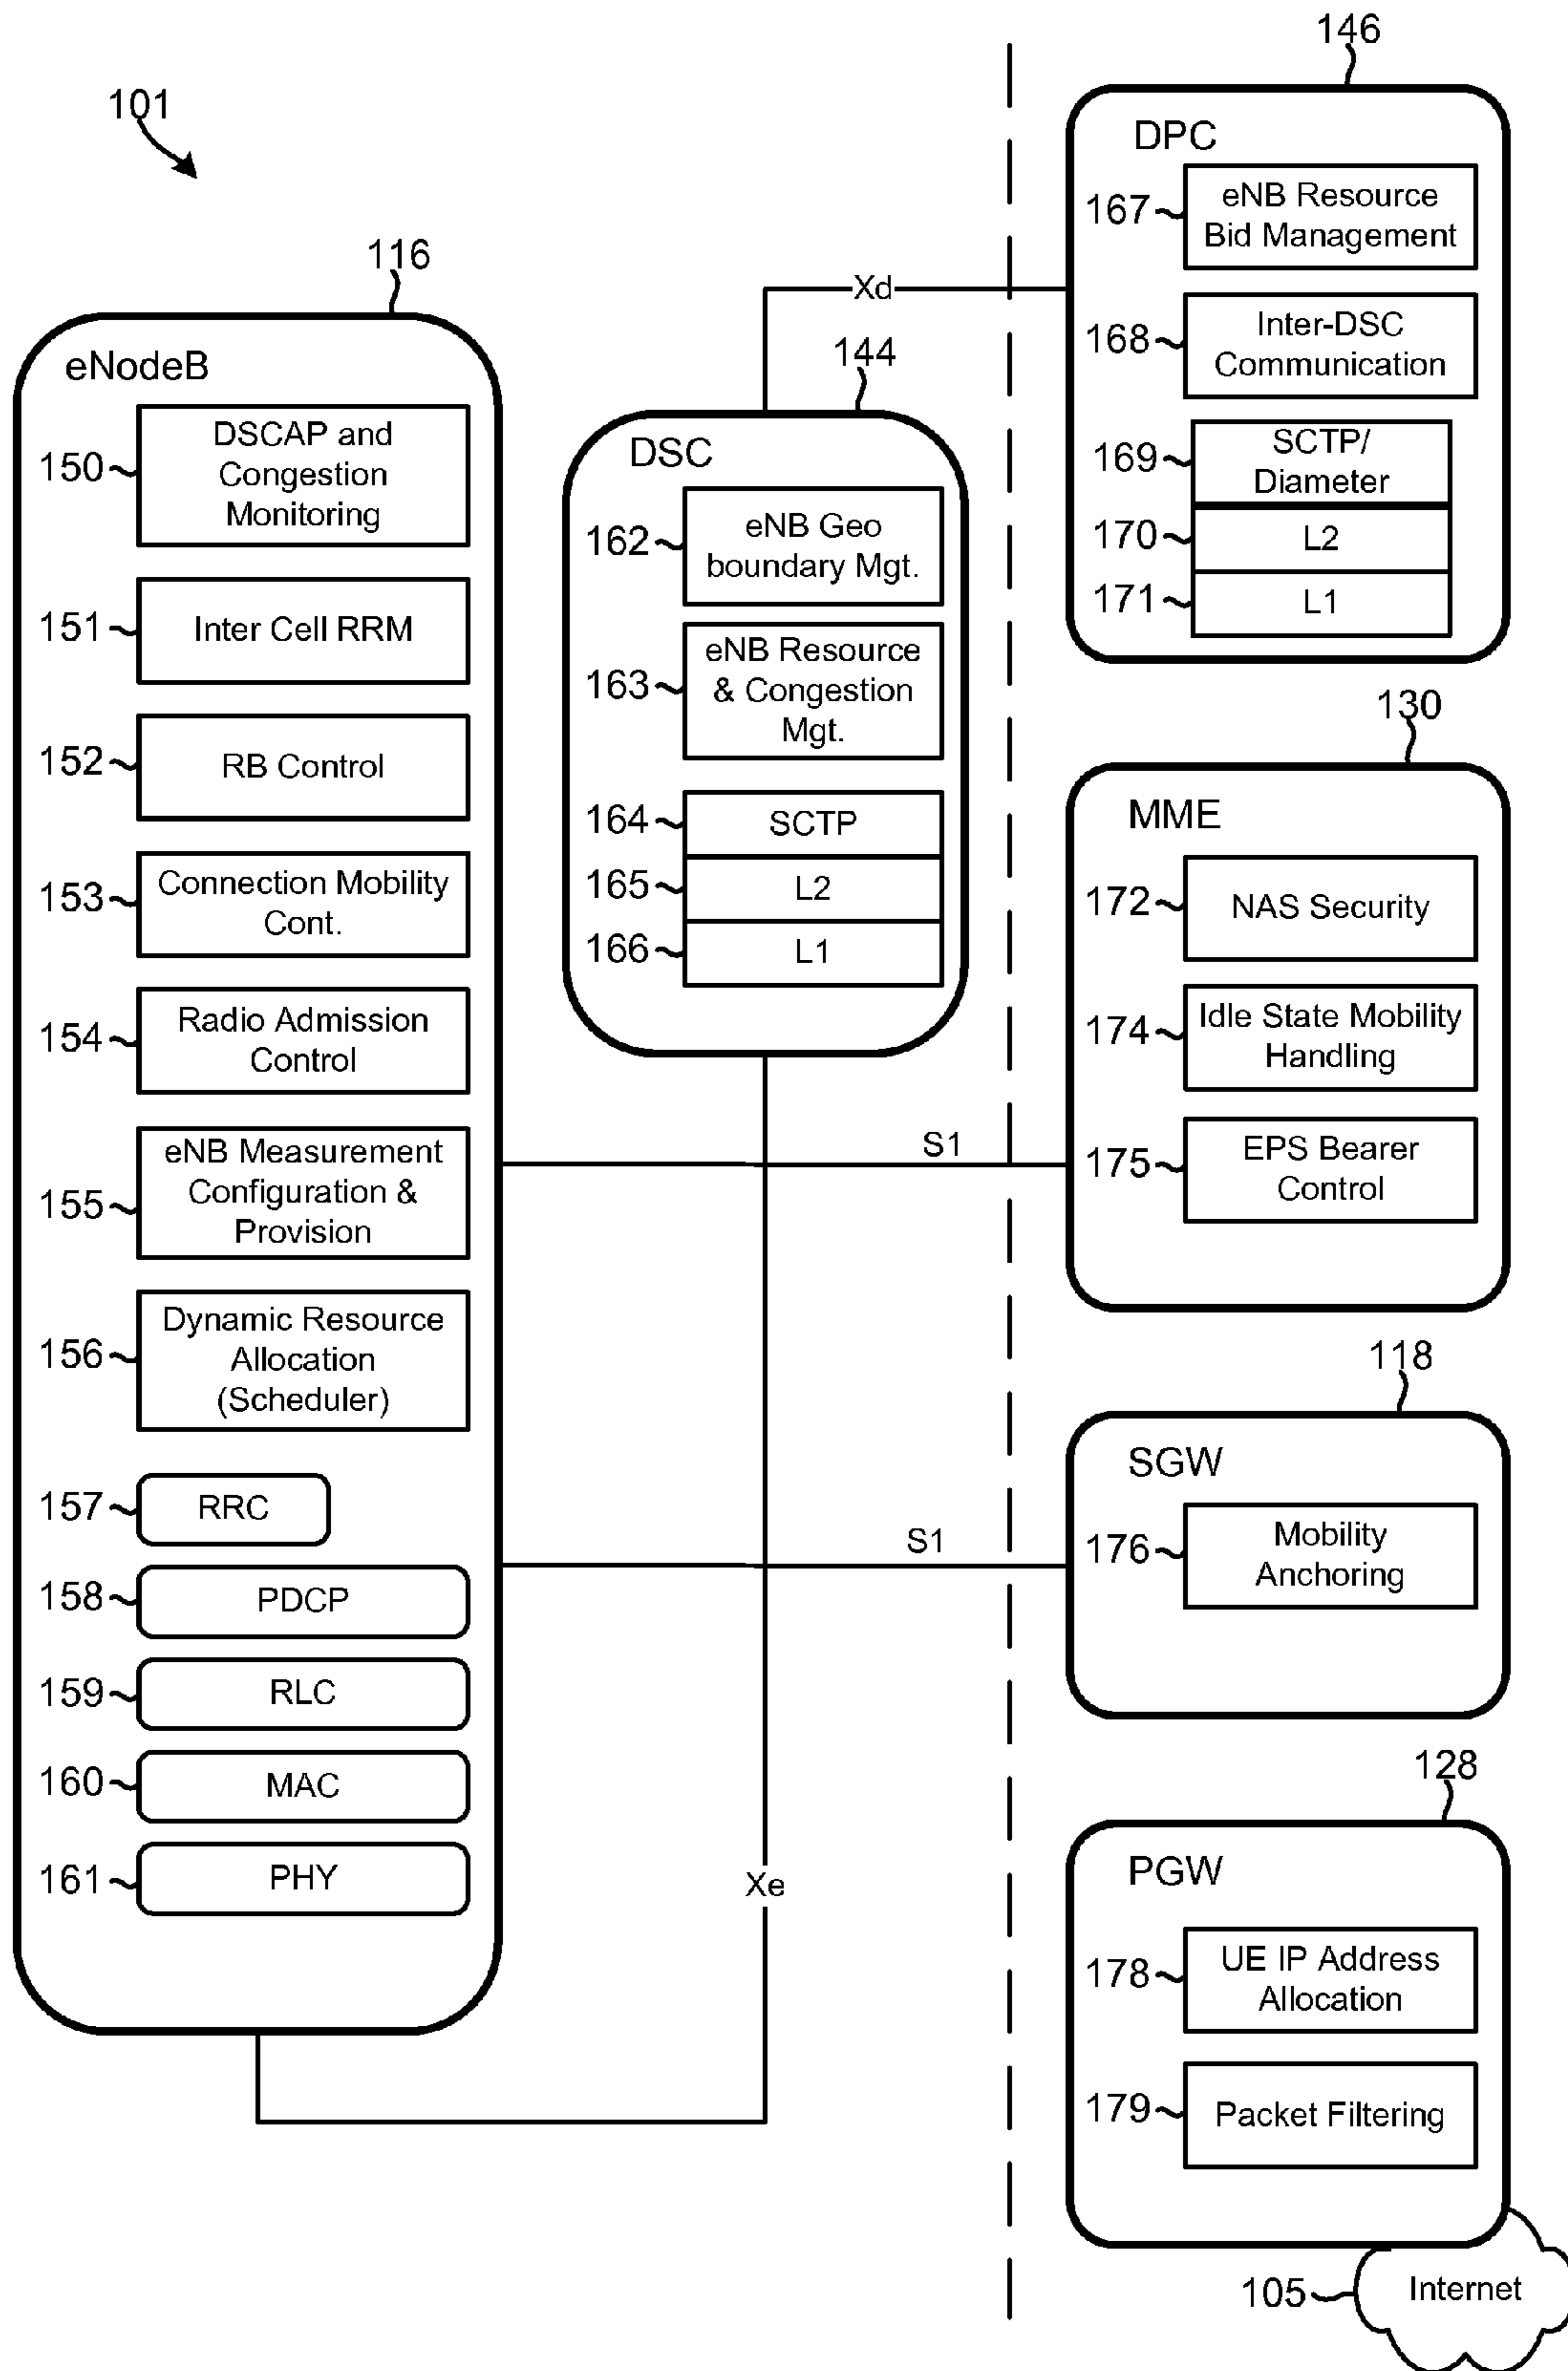 101
116
eNodeB
150
DSCAP and
Congestion
Monitoring
151
Inter Cell RRM
152
RB Control
153
Connection Mobility
Cont.
154
Radio Admission
Control
155
eNB Measurement
Configuration &
Provision
156
Dynamic Resource
Allocation
(Scheduler)
157
RRC
158
PDCP
159
RLC
160
MAC
161
PHY
Xd
144
DSC
162
eNB Geo
boundary Mgt.
163
eNB Resource
& Congestion
Mgt.
164
SCTP
165
L2
166
L1
S1
S1
Xe
146
DPC
167
eNB Resource
Bid Management
168
Inter-DSC
Communication
169
SCTP/
Diameter
170
L2
171
L1
130
MME
172
NAS Security
174
Idle State Mobility
Handling
175
EPS Bearer
Control
118
SGW
176
Mobility
Anchoring
128
PGW
178
UE IP Address
Allocation
179
Packet Filtering
105
Internet